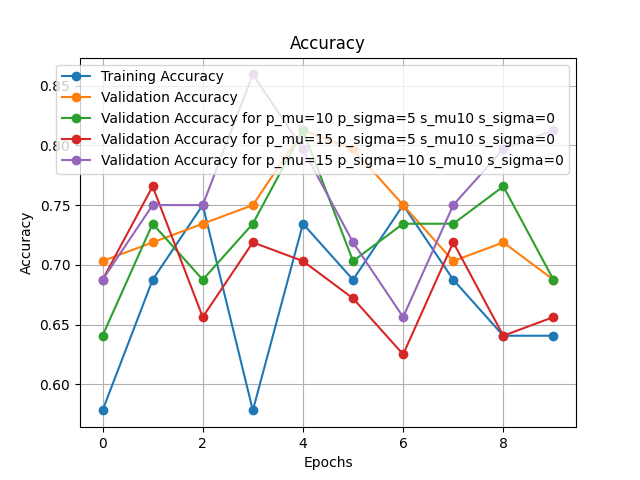 Accuracy
Training Accuracy
Validation Accuracy
Validation Accuracy for p_mu=10 p_sigma=5 s_mu10 s_sigma=0
Validation Accuracy for p_mu=15 p_sigma=5 s_mu10 s_sigma=0
Validation Accuracy for p_mu=15 p_sigma=10 s_mu10 s_sigma=0
0.85
0.80
0.75
0.70
0.65
0.60
Accuracy
0 2 4 6 8
Epochs